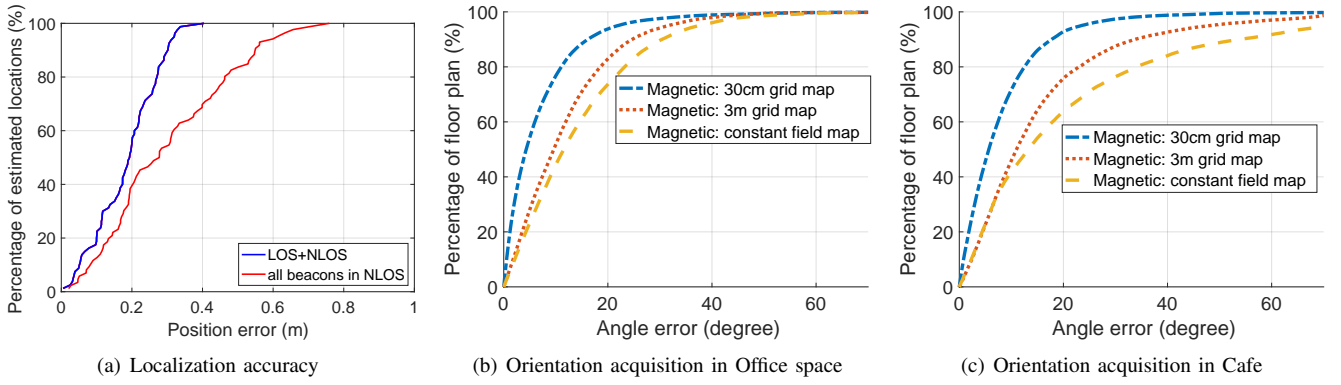 Percentage of estimated locations (%)
100
80
60
40
20
0
0 0.2 0.4 0.6 0.8 1
Position error (m)
LOS+NLOS
all beacons in NLOS
(a) Localization accuracy
Percentage of floor plan (%)
100
80
60
40
20
0
0 20 40 60
Angle error (degree)
Magnetic: 30cm grid map
Magnetic: 3m grid map
Magnetic: constant field map
(b) Orientation acquisition in Office space
Percentage of floor plan (%)
100
80
60
40
20
0
0 20 40 60
Angle error (degree)
Magnetic: 30cm grid map
Magnetic: 3m grid map
Magnetic: constant field map
(c) Orientation acquisition in Cafe